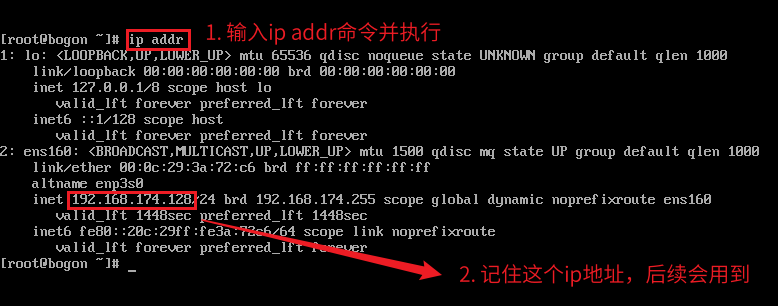 1. 输入ip addr命令并执行
[root@bogon ~]# ip addr
1: lo: <LOOPBACK,UP,LOWER_UP> mtu 65536 qdisc noqueue state UNKNOWN group default qlen 1000
link/loopback 00:00:00:00:00:00 brd 00:00:00:00:00:00
inet 127.0.0.1/8 scope host lo
valid_lft forever preferred_lft forever
inet6 ::1/128 scope host
valid_lft forever preferred_lft forever
2: ens160: <BROADCAST,MULTICAST,UP,LOWER_UP> mtu 1500 qdisc mq state UP group default qlen 1000
link/ether 00:0c:29:3a:72:c6 brd ff:ff:ff:ff:ff:ff
altname enp3s0
inet 192.168.174.128/24 brd 192.168.174.255 scope global dynamic noprefixroute ens160
valid_lft 1448sec preferred_lft 1448sec
inet6 fe80::20c:29ff:fe3a:72c6/64 scope link noprefixroute
valid_lft forever preferred_lft forever
[root@bogon ~]# _
2. 记住这个ip地址，后续会用到